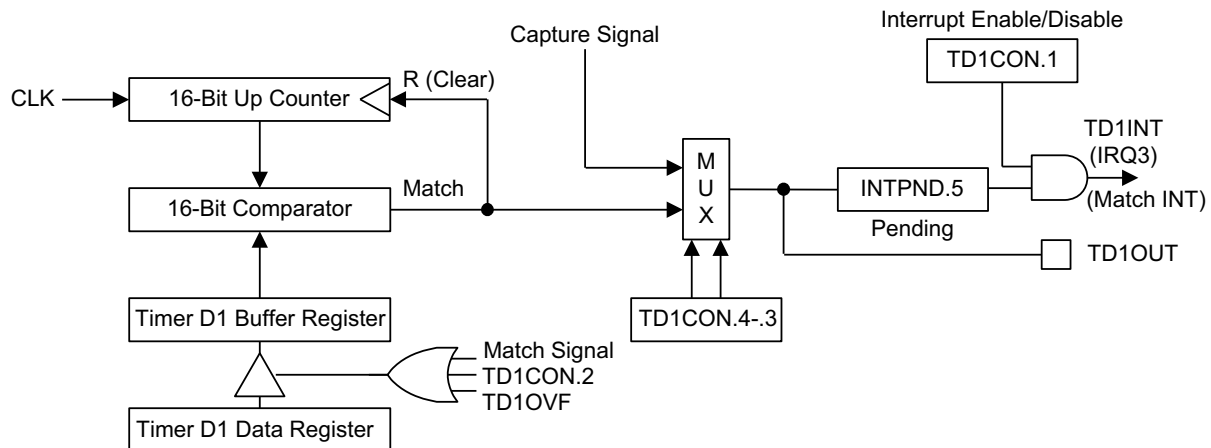 Interrupt Enable/Disable
Capture Signal
TD1CON.1
R (Clear)
CLK
16-Bit Up Counter
TD1INT
(IRQ3)
M
U
X
16-Bit Comparator
Match
INTPND.5
(Match INT)
Pending
TD1OUT
Timer D1 Buffer Register
TD1CON.4-.3
Match Signal
TD1CON.2
TD1OVF
Timer D1 Data Register